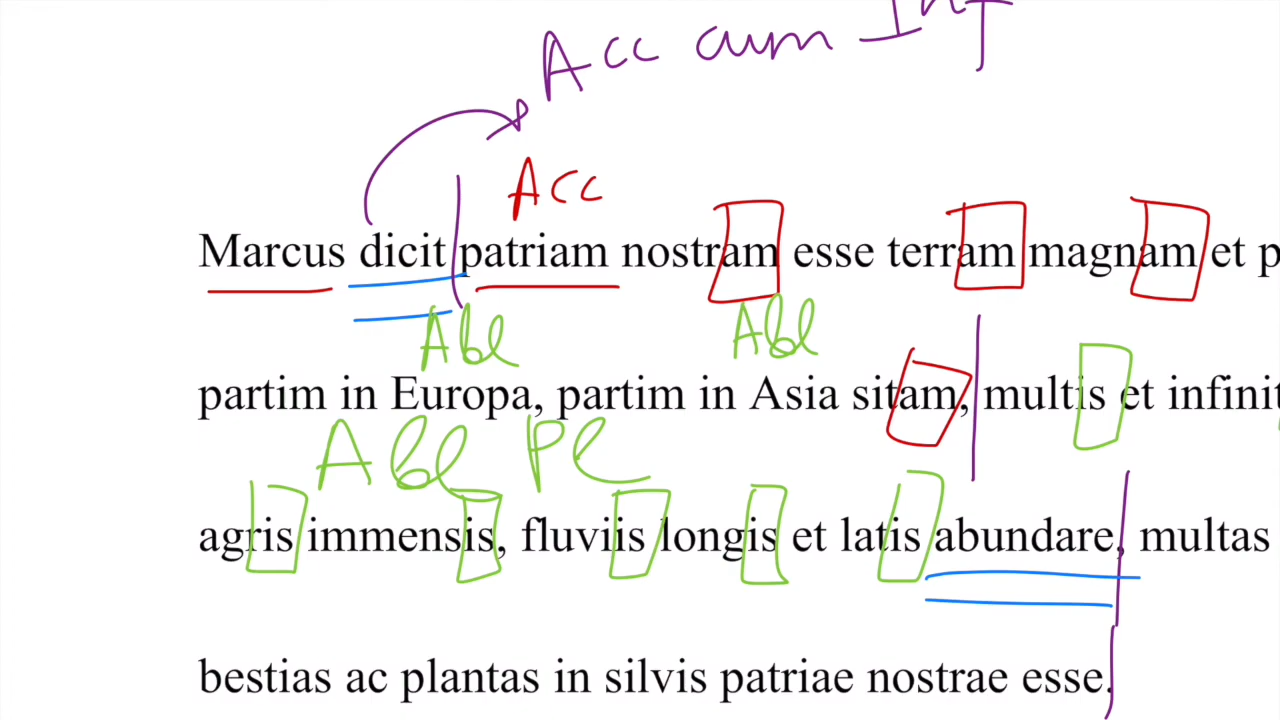 Acc cum Inf
Acc
Marcus dicit patriam nostram esse terram magnam et p
Abl Abl
partim in Europa, partim in Asia sitam, multis et infinit
Abl Pl
agris immensis, fluviis longis et latis abundare, multas
bestias ac plantas in silvis patriae nostrae esse.